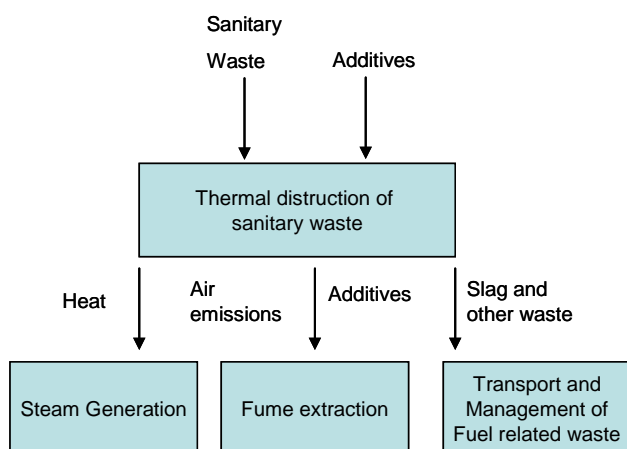 Sanitary
Waste
Additives
Thermal distruction of
sanitary waste
Heat
Air
emissions
Additives
Slag and
other waste
Steam Generation
Fume extraction
Transport and
Management of
Fuel related waste